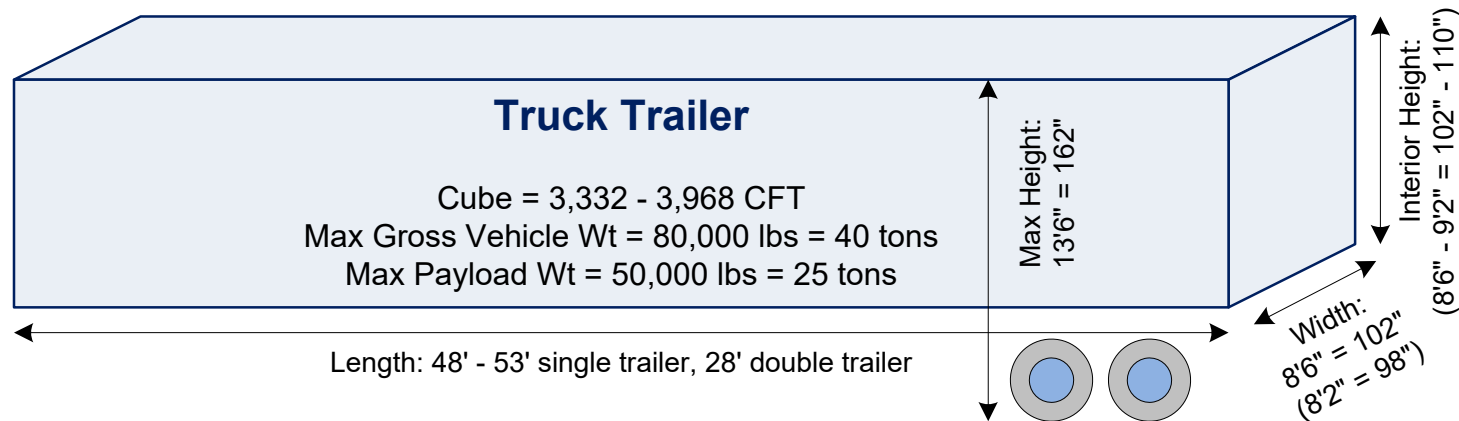 Truck Trailer
Cube = 3,332 - 3,968 CFT
Max Gross Vehicle Wt = 80,000 lbs = 40 tons
Max Payload Wt = 50,000 lbs = 25 tons
Length: 48' - 53' single trailer, 28' double trailer
Max Height:
13'6" = 162"
Interior Height:
(8'6" - 9'2" = 102" - 110")
Width:
8'6" = 102"
(8'2" = 98")